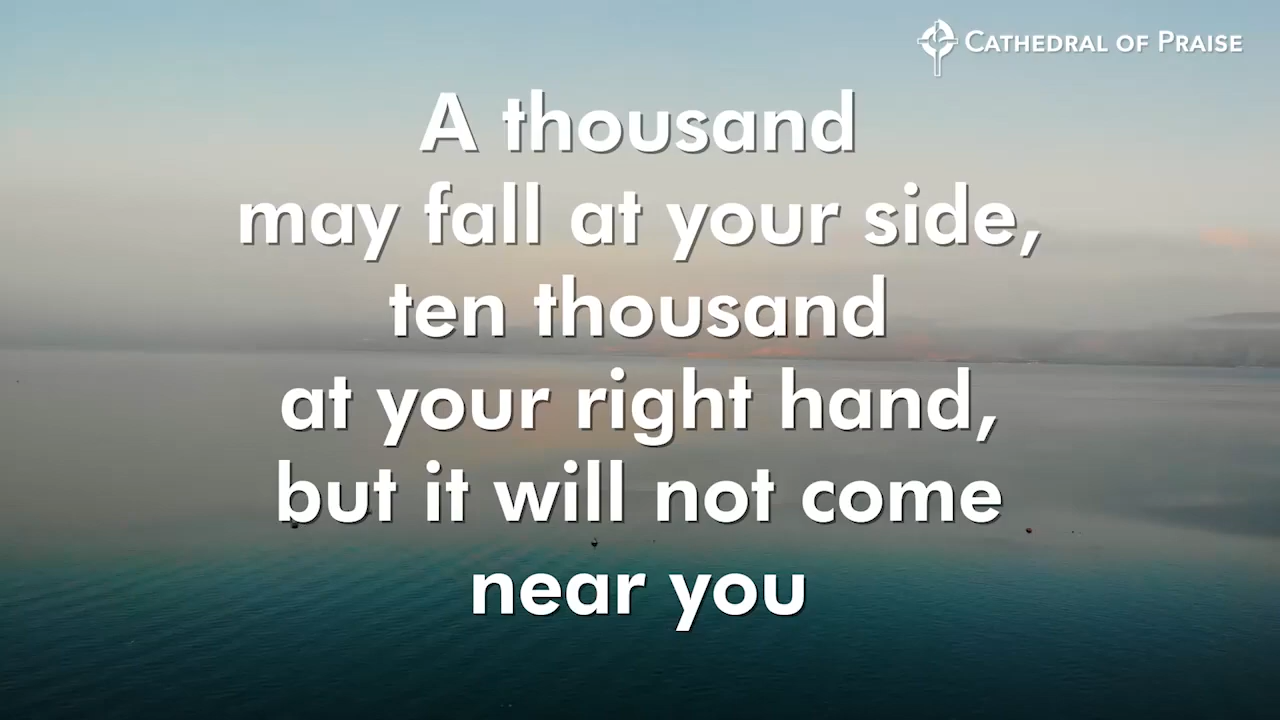 CATHEDRAL OF PRAISE
A thousand
may fall at your side,
ten thousand
at your right hand,
but it will not come
near you